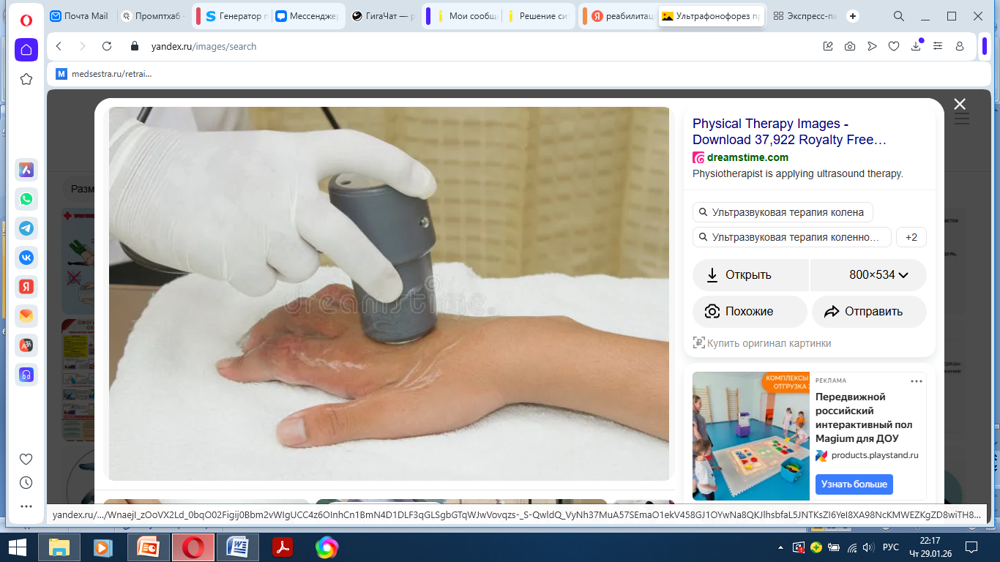 Почта Mail
Промптхаб -
Генератор п
Мессенджер
ГигаЧат — р
Мои сообщ
Решение си
реабилитац
Ультрафонофорез пр
Экспресс-па
yandex.ru/images/search
medsestra.ru/retrai...
Разм
dreamstime
Physical Therapy Images -
Download 37,922 Royalty Free…
dreamstime.com
Physiotherapist is applying ultrasound therapy.
Ультразвуковая терапия колена
Ультразвуковая терапия коленно…
+2
Открыть
800×534
Похожие
Отправить
Купить оригинал картинки
КОМПЛЕКСЫ
ОТГРУЗКА
РЕКЛАМА
Передвижной
российский
интерактивный пол
Magium для ДОУ
products.playstand.ru
Узнать больше
РУС
22:17
Чт 29.01.26